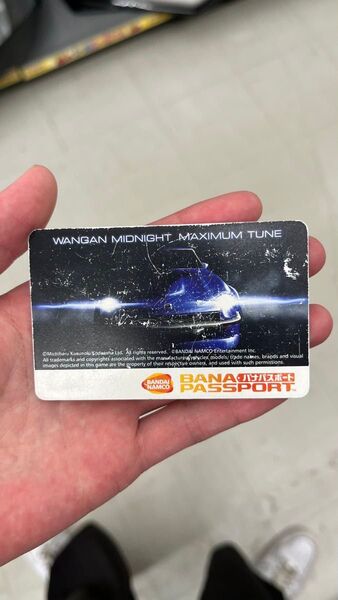 WANGAN MIDNIGHT MAXIMUM TUNE
©Michiharu Kusunoki/Kodansha Ltd. All rights reserved. ©BANDAI NAMCO Entertainment Inc.
All trademarks and copyrights associated with the manufacturers, vehicles, models, trade names, brands and visual
images depicted in this game are the property of their respective owners, and used with such permissions.
BANDAI
NAMCO
BANA バナパスポート
PASSPORT